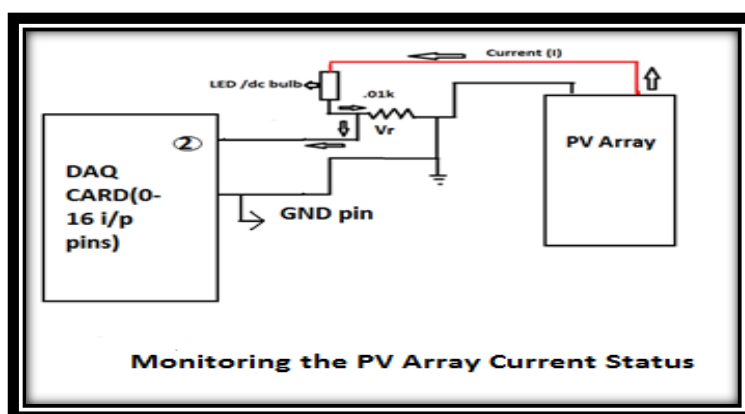 Current (I)
LED /dc bulb
.01k
Vr
2
PV Array
DAQ
CARD(0-
16 i/p
pins)
GND pin
Monitoring the PV Array Current Status